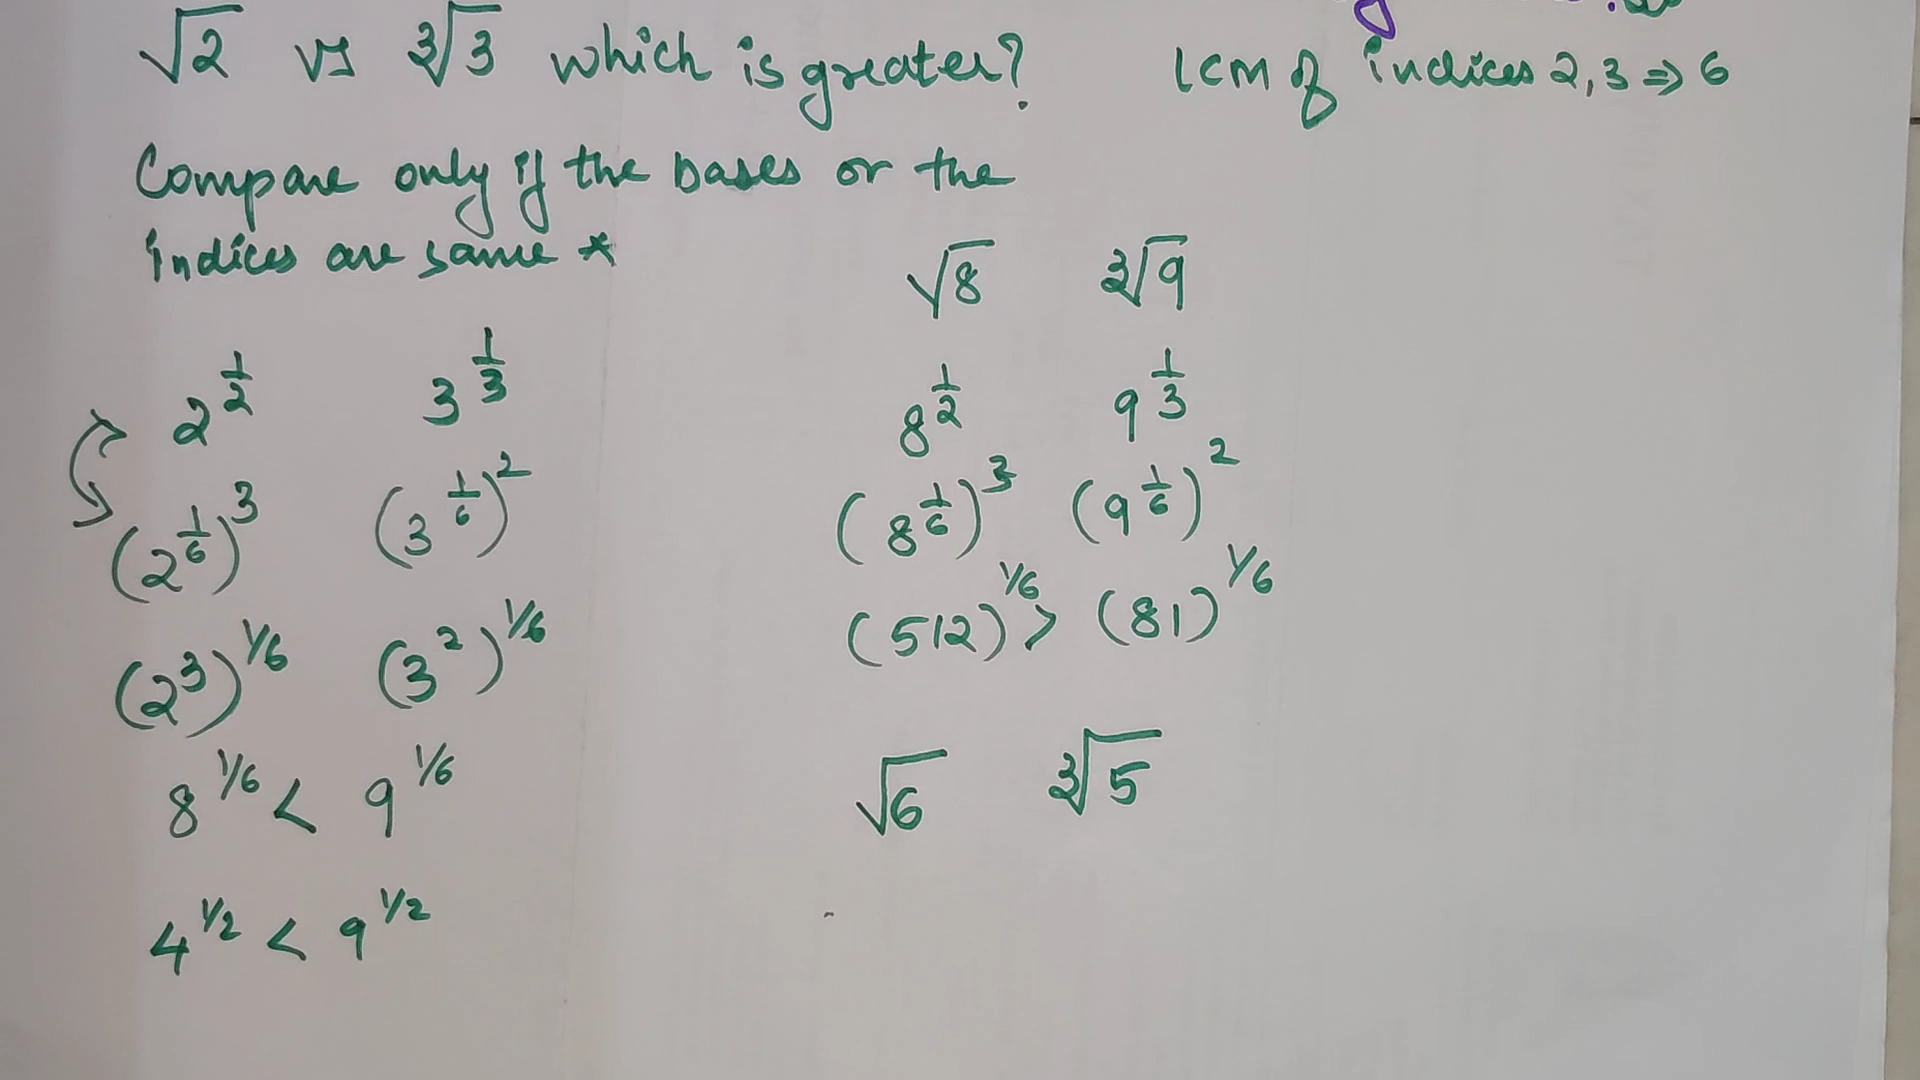 √2 vs ∛3 which is greater?
LCM of indices 2, 3 ⇒ 6
Compare only if the bases or the
indices are same *
2^(1/2) 3^(1/3)
(2^(1/6))^3 (3^(1/6))^2
(2^3)^(1/6) (3^2)^(1/6)
8^(1/6) < 9^(1/6)
4^(1/2) < 9^(1/2)
√8 ∛9
8^(1/2) 9^(1/3)
(8^(1/6))^3 (9^(1/6))^2
(512)^(1/6) > (81)^(1/6)
√6 ∛5